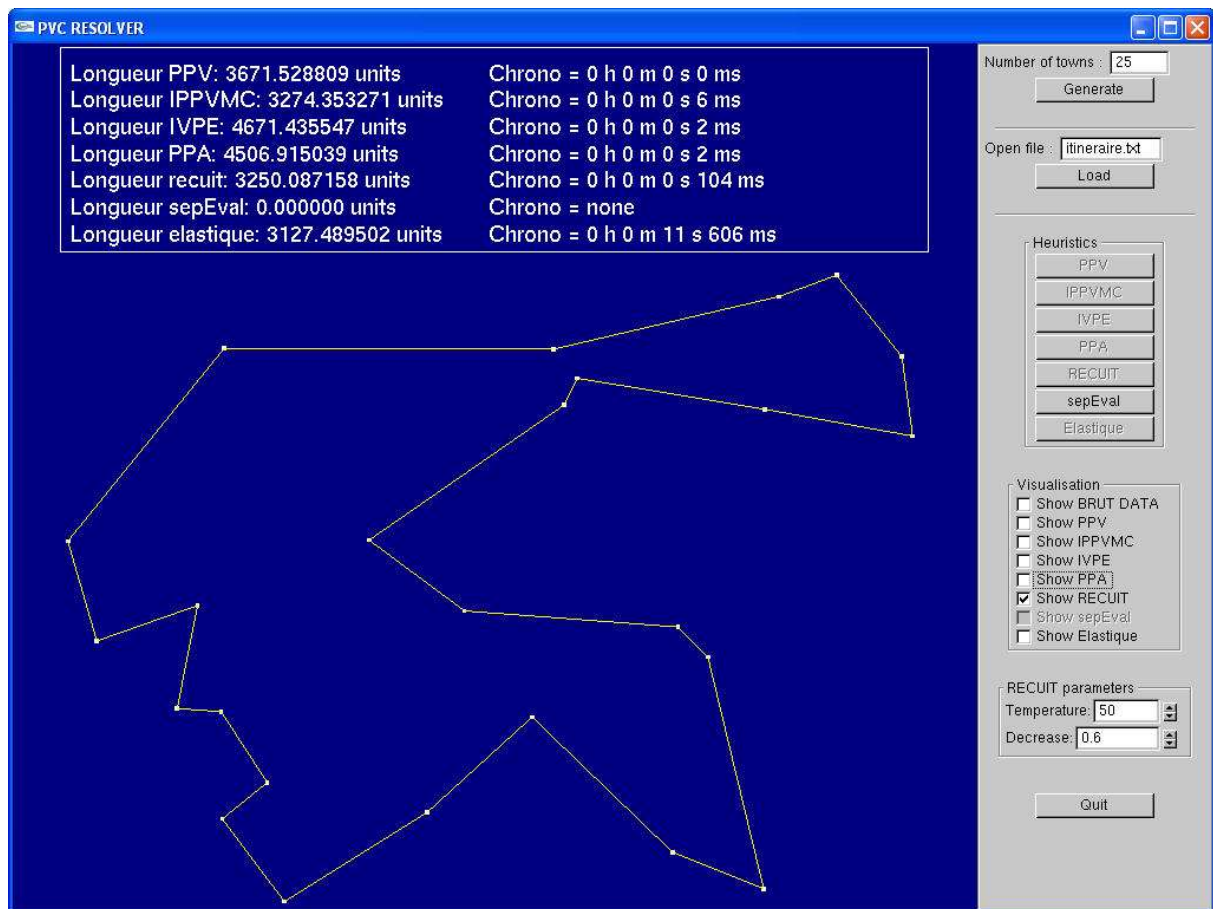 PVC RESOLVER
Longueur PPV: 3671.528809 units Chrono = 0 h 0 m 0 s 0 ms
Longueur IPPVMC: 3274.353271 units Chrono = 0 h 0 m 0 s 6 ms
Longueur IVPE: 4671.435547 units Chrono = 0 h 0 m 0 s 2 ms
Longueur PPA: 4506.915039 units Chrono = 0 h 0 m 0 s 2 ms
Longueur recuit: 3250.087158 units Chrono = 0 h 0 m 0 s 104 ms
Longueur sepEval: 0.000000 units Chrono = none
Longueur elastique: 3127.489502 units Chrono = 0 h 0 m 11 s 606 ms
Number of towns : 25
Generate
Open file : itineraire.txt
Load
Heuristics
PPV
IPPVMC
IVPE
PPA
RECUIT
sepEval
Elastique
Visualisation
Show BRUT DATA
Show PPV
Show IPPVMC
Show IVPE
Show PPA
Show RECUIT
Show sepEval
Show Elastique
RECUIT parameters
Temperature: 50
Decrease: 0.6
Quit